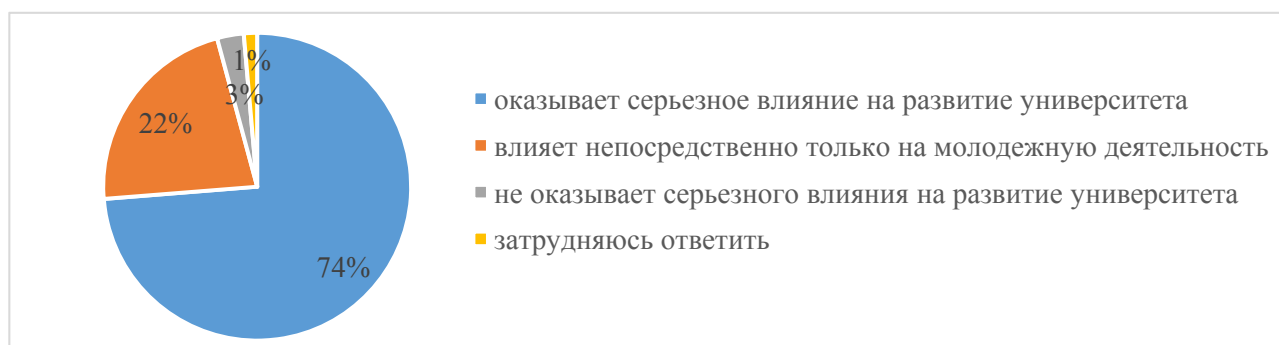 1%
3%
22%
74%
оказывает серьезное влияние на развитие университета
влияет непосредственно только на молодежную деятельность
не оказывает серьезного влияния на развитие университета
затрудняюсь ответить